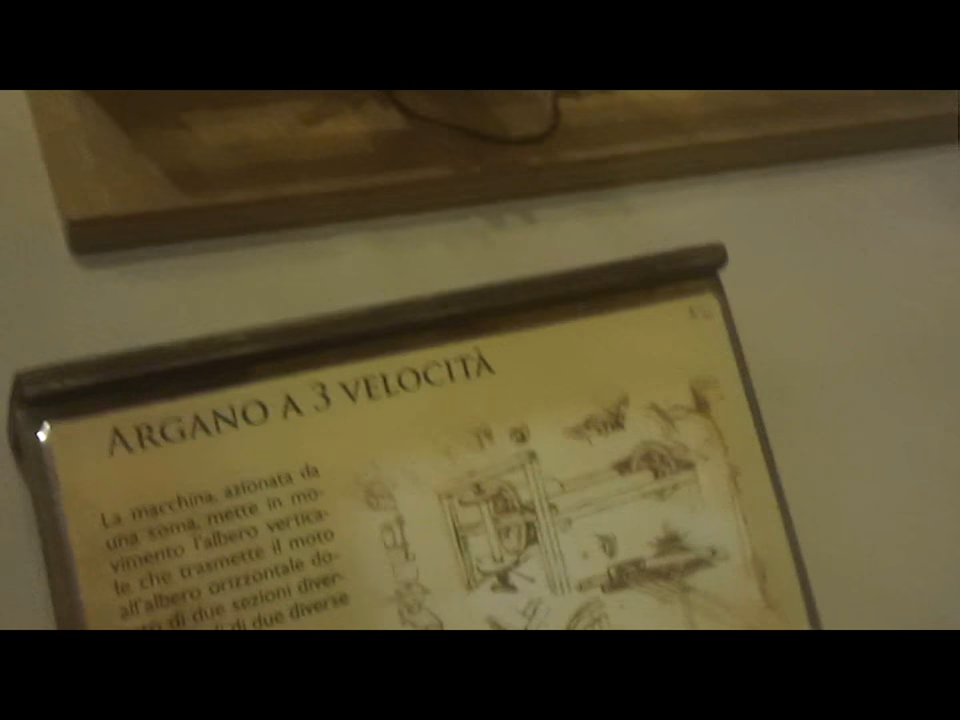 ARGANO A 3 VELOCITÀ
La macchina, azionata da
una soma, mette in mo-
vimento l'albero vertica-
le che trasmette il moto
all'albero orizzontale do-
di due sezioni diver-
di due diverse